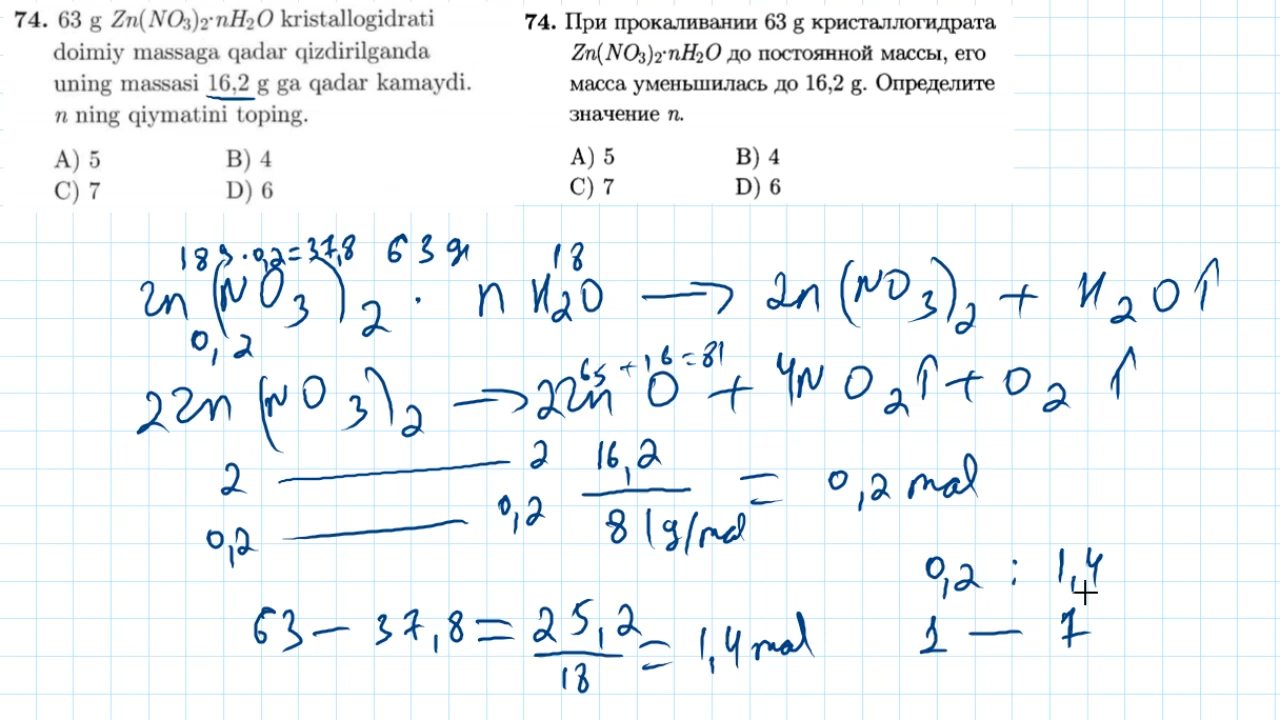 74. 63 g Zn(NO₃)₂·nH₂O kristallogidrati
doimiy massaga qadar qizdirilganda
uning massasi 16,2 g ga qadar kamaydi.
n ning qiymatini toping.
A) 5 B) 4
C) 7 D) 6
74. При прокаливании 63 g кристаллогидрата
Zn(NO₃)₂·nH₂O до постоянной массы, его
масса уменьшилась до 16,2 g. Определите
значение n.
A) 5 B) 4
C) 7 D) 6
189·0,2=37,8 63 gr 18
Zn(NO₃)₂ · n H₂O → Zn(NO₃)₂ + H₂O↑
0,2
65 + 16 = 81
2Zn(NO₃)₂ → 2ZnO + 4NO₂↑ + O₂↑
2 — 2 16,2/81 g/mol = 0,2 mol
0,2 — 0,2
0,2 : 1,4
63 – 37,8 = 25,2/18 = 1,4 mol 1 — 7